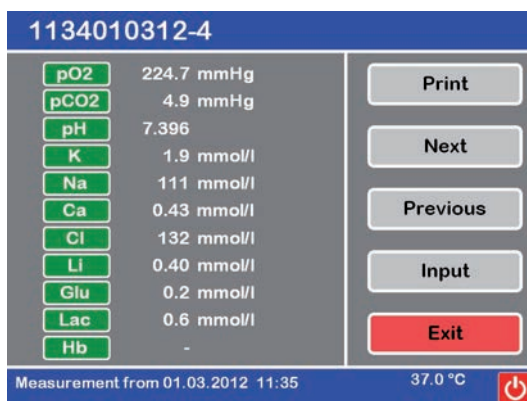 1134010312-4
pO2 224.7 mmHg
pCO2 4.9 mmHg
pH 7.396
K 1.9 mmol/l
Na 111 mmol/l
Ca 0.43 mmol/l
Cl 132 mmol/l
Li 0.40 mmol/l
Glu 0.2 mmol/l
Lac 0.6 mmol/l
Hb -
Print
Next
Previous
Input
Exit
Measurement from 01.03.2012 11:35 37.0 °C